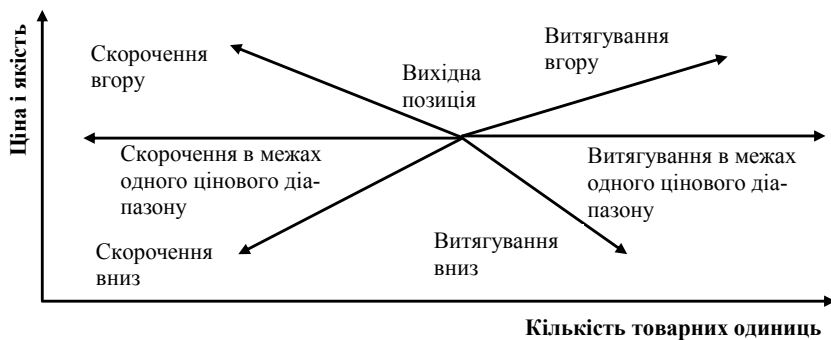 Ціна і якість
Скорочення
вгору
Вихідна
позиція
Витягування
вгору
Скорочення в межах
одного цінового діа-
пазону
Витягування в межах
одного цінового діа-
пазону
Скорочення
вниз
Витягування
вниз
Кількість товарних одиниць